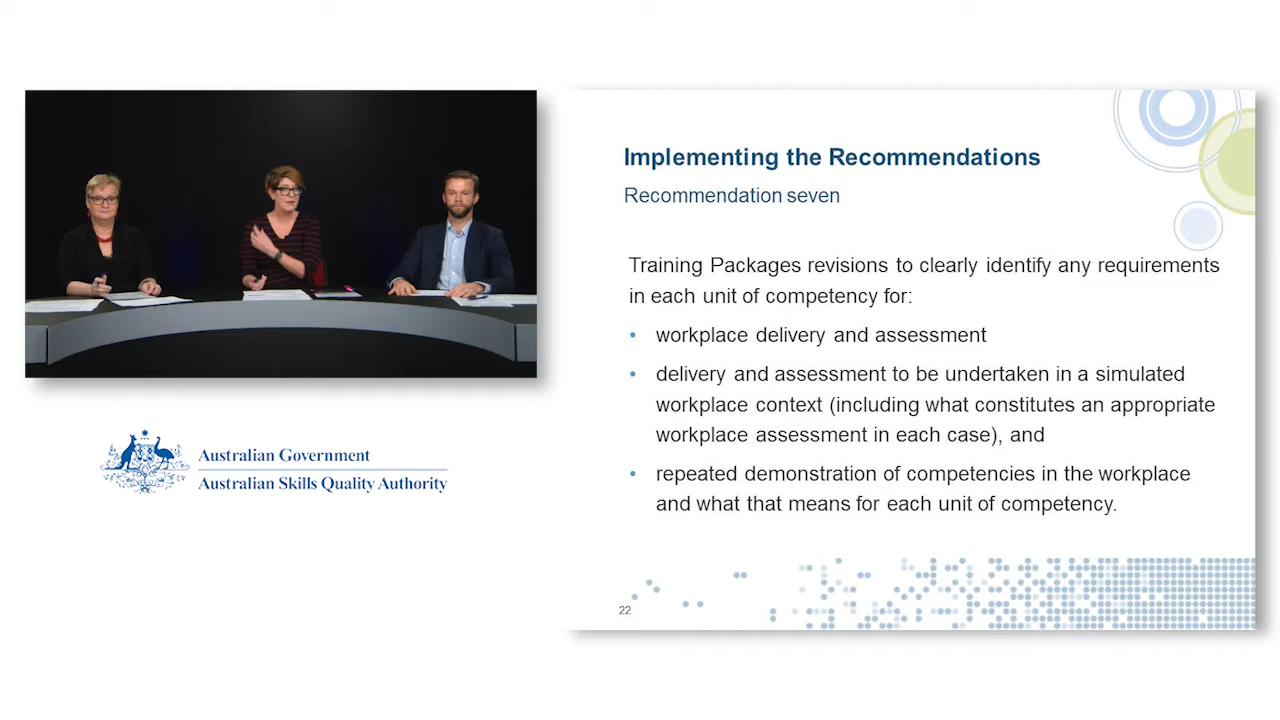 Implementing the Recommendations
Recommendation seven
Training Packages revisions to clearly identify any requirements
in each unit of competency for:
• workplace delivery and assessment
• delivery and assessment to be undertaken in a simulated
workplace context (including what constitutes an appropriate
workplace assessment in each case), and
• repeated demonstration of competencies in the workplace
and what that means for each unit of competency.
22
Australian Government
Australian Skills Quality Authority